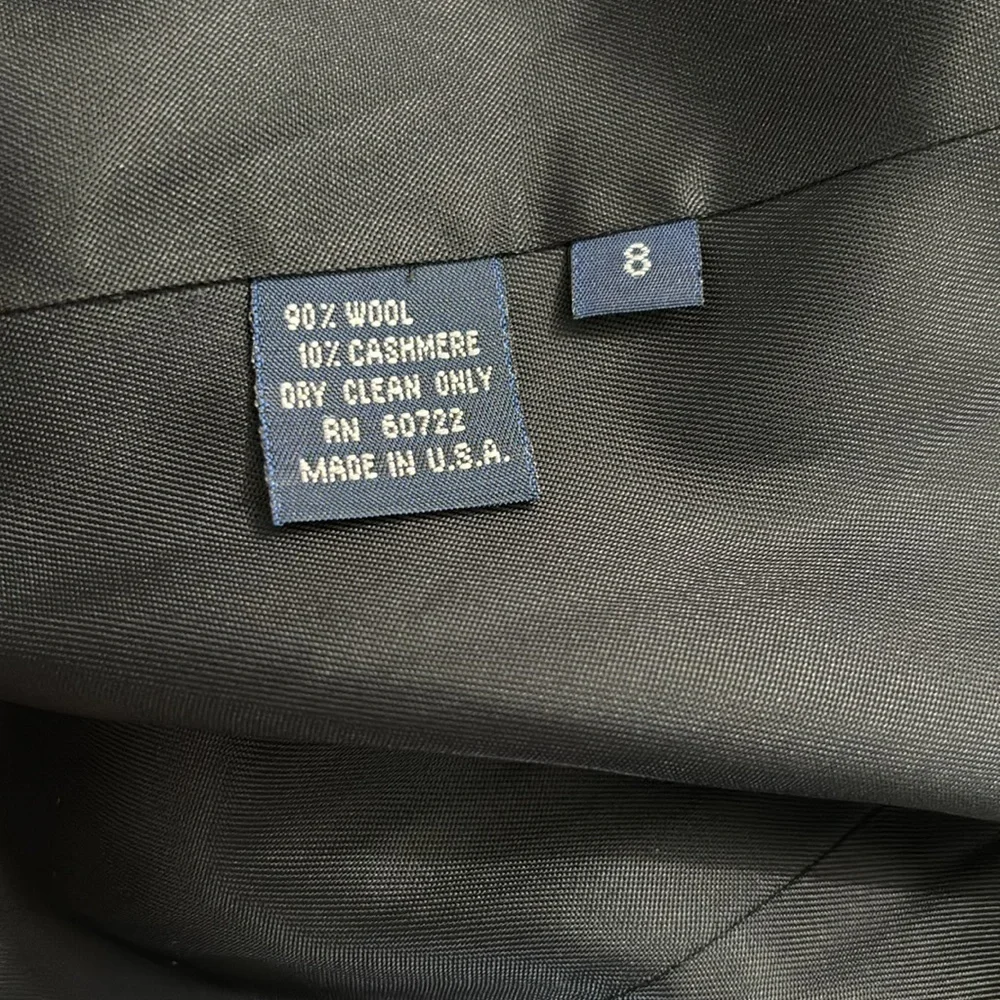 90% WOOL
10% CASHMERE
DRY CLEAN ONLY
RN 60722
MADE IN U.S.A.
8